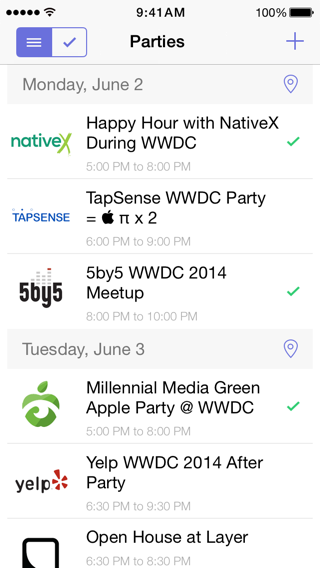 9:41AM
100%
Parties
Monday, June 2
nativeX
Happy Hour with NativeX
During WWDC
5:00 PM to 8:00 PM
TAPSENSE
TapSense WWDC Party
=  π x 2
6:00 PM to 9:00 PM
5by5
5by5 WWDC 2014
Meetup
8:00 PM to 10:00 PM
Tuesday, June 3
Millennial Media Green
Apple Party @ WWDC
5:00 PM to 8:00 PM
yelp
Yelp WWDC 2014 After
Party
6:30 PM to 9:30 PM
Open House at Layer
6:30 PM to 8:30 PM